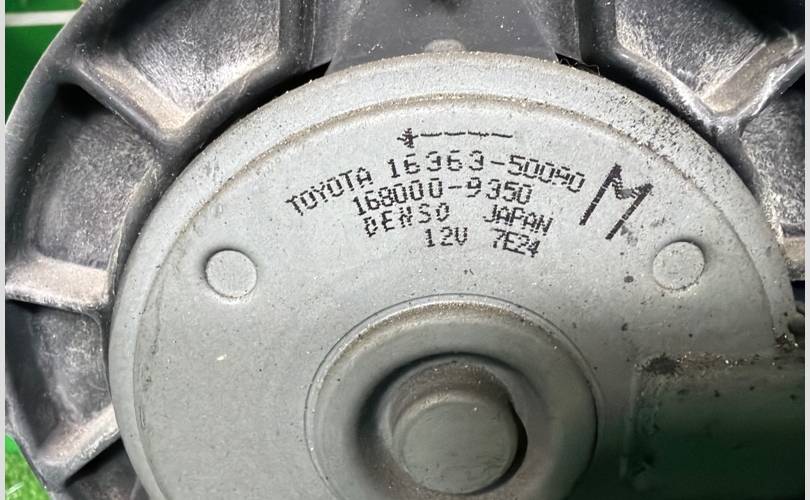 TOYOTA 16363-50090
M
168000-9350
DENSO JAPAN
12V 7E24